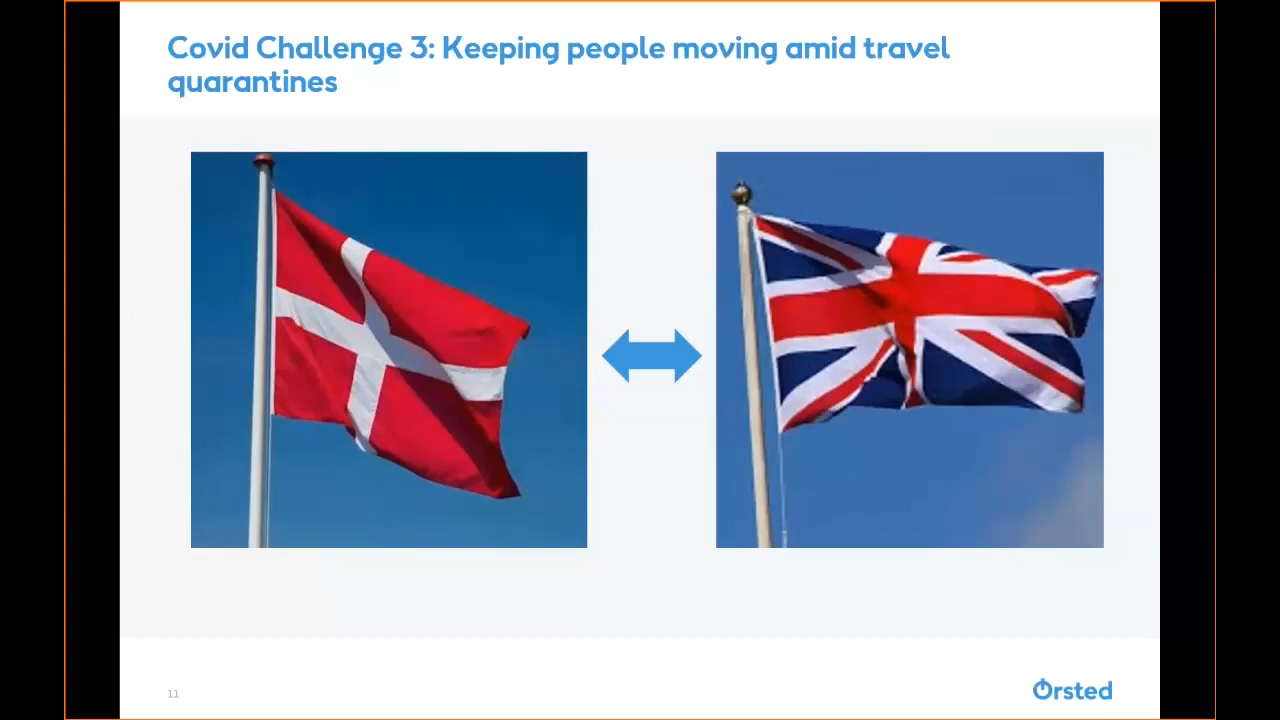 Covid Challenge 3: Keeping people moving amid travel
quarantines
11
Ørsted